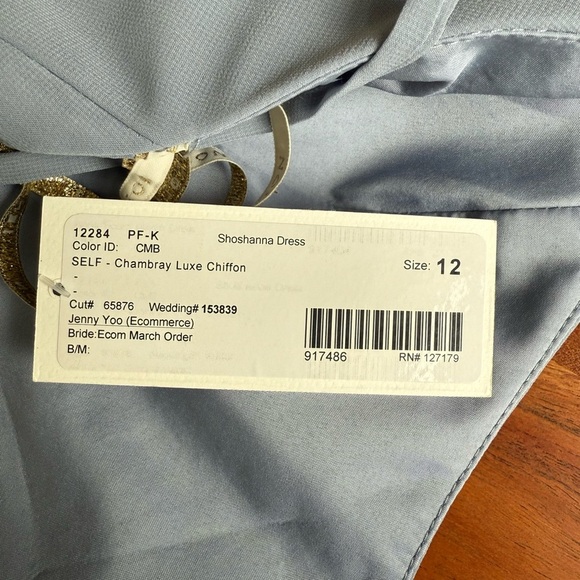 12284 PF-K
Color ID: CMB
Shoshanna Dress
SELF - Chambray Luxe Chiffon
Size: 12
-
-
Cut# 65876 Wedding# 153839
Jenny Yoo (Ecommerce)
Bride:Ecom March Order
B/M:
917486
RN# 127179